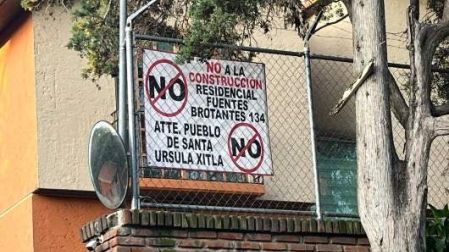 NO A LA
CONSTRUCCION
RESIDENCIAL
FUENTES
BROTANTES 134
NO
ATTE. PUEBLO
DE SANTA
URSULA XITLA
NO